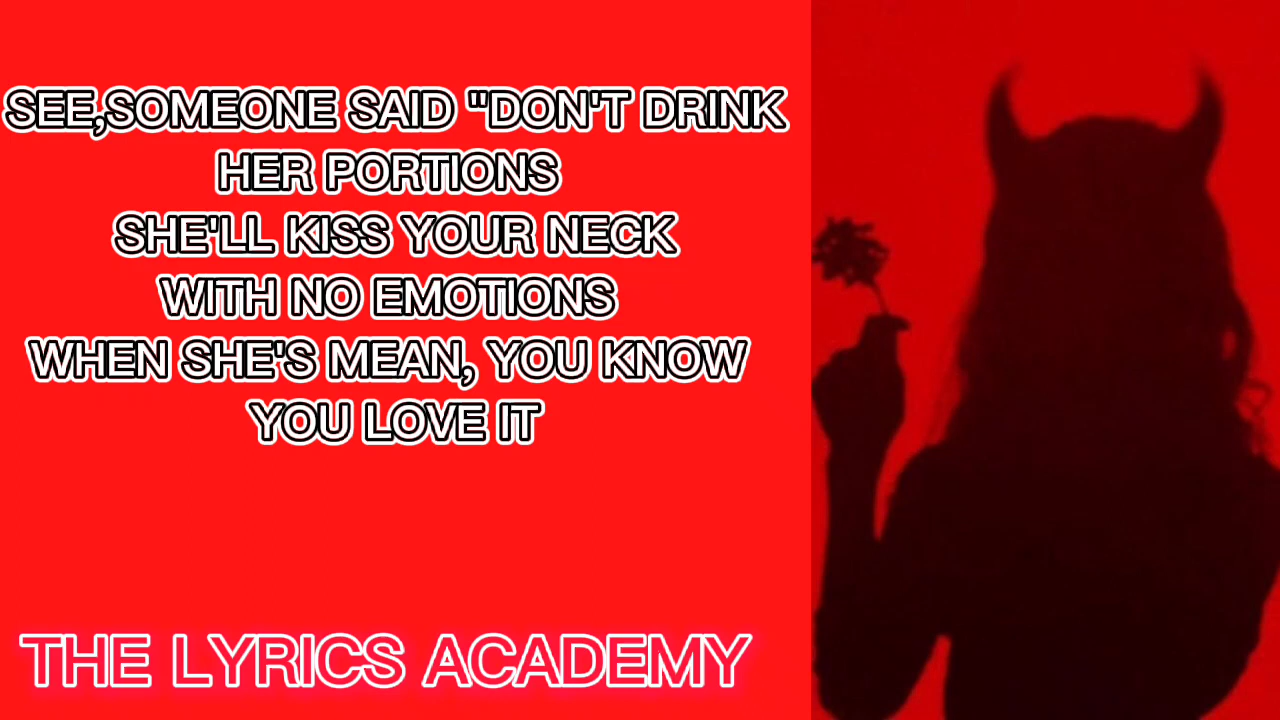 SEE,SOMEONE SAID "DON'T DRINK
HER PORTIONS
SHE'LL KISS YOUR NECK
WITH NO EMOTIONS
WHEN SHE'S MEAN, YOU KNOW
YOU LOVE IT
THE LYRICS ACADEMY